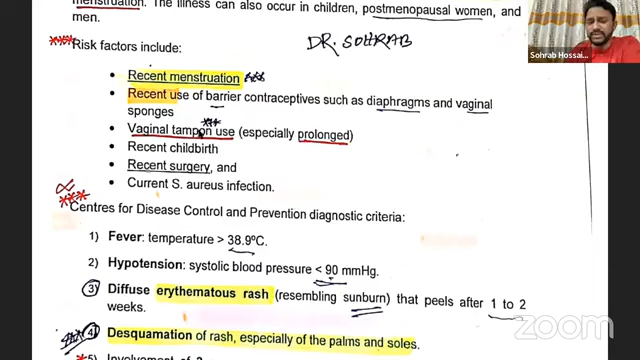 menstruation. The illness can also occur in children, postmenopausal women, and
men.
DR. SOHRAB
Sohrab Hossai...
Risk factors include:
• Recent menstruation
• Recent use of barrier contraceptives such as diaphragms and vaginal
sponges
• Vaginal tampon use (especially prolonged)
• Recent childbirth
• Recent surgery, and
• Current S. aureus infection.
Centres for Disease Control and Prevention diagnostic criteria:
1) Fever: temperature > 38.9ºC.
2) Hypotension: systolic blood pressure < 90 mmHg.
3) Diffuse erythematous rash (resembling sunburn) that peels after 1 to 2
weeks.
4) Desquamation of rash, especially of the palms and soles.
5) Involvement of 3
zoom